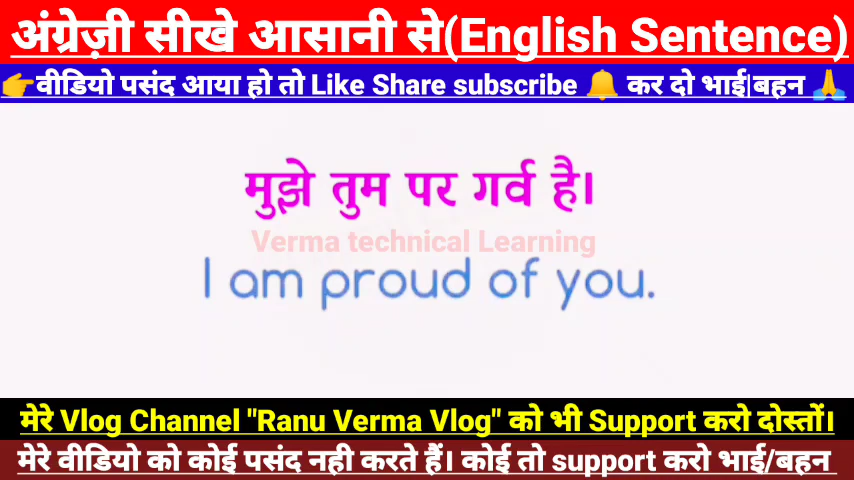 अंग्रेज़ी सीखे आसानी से(English Sentence)
👉वीडियो पसंद आया हो तो Like Share subscribe 🔔 कर दो भाई|बहन 🙏
मुझे तुम पर गर्व है।
Verma technical Learning
I am proud of you.
मेरे Vlog Channel "Ranu Verma Vlog" को भी Support करो दोस्तों।
मेरे वीडियो को कोई पसंद नही करते हैं। कोई तो support करो भाई/बहन